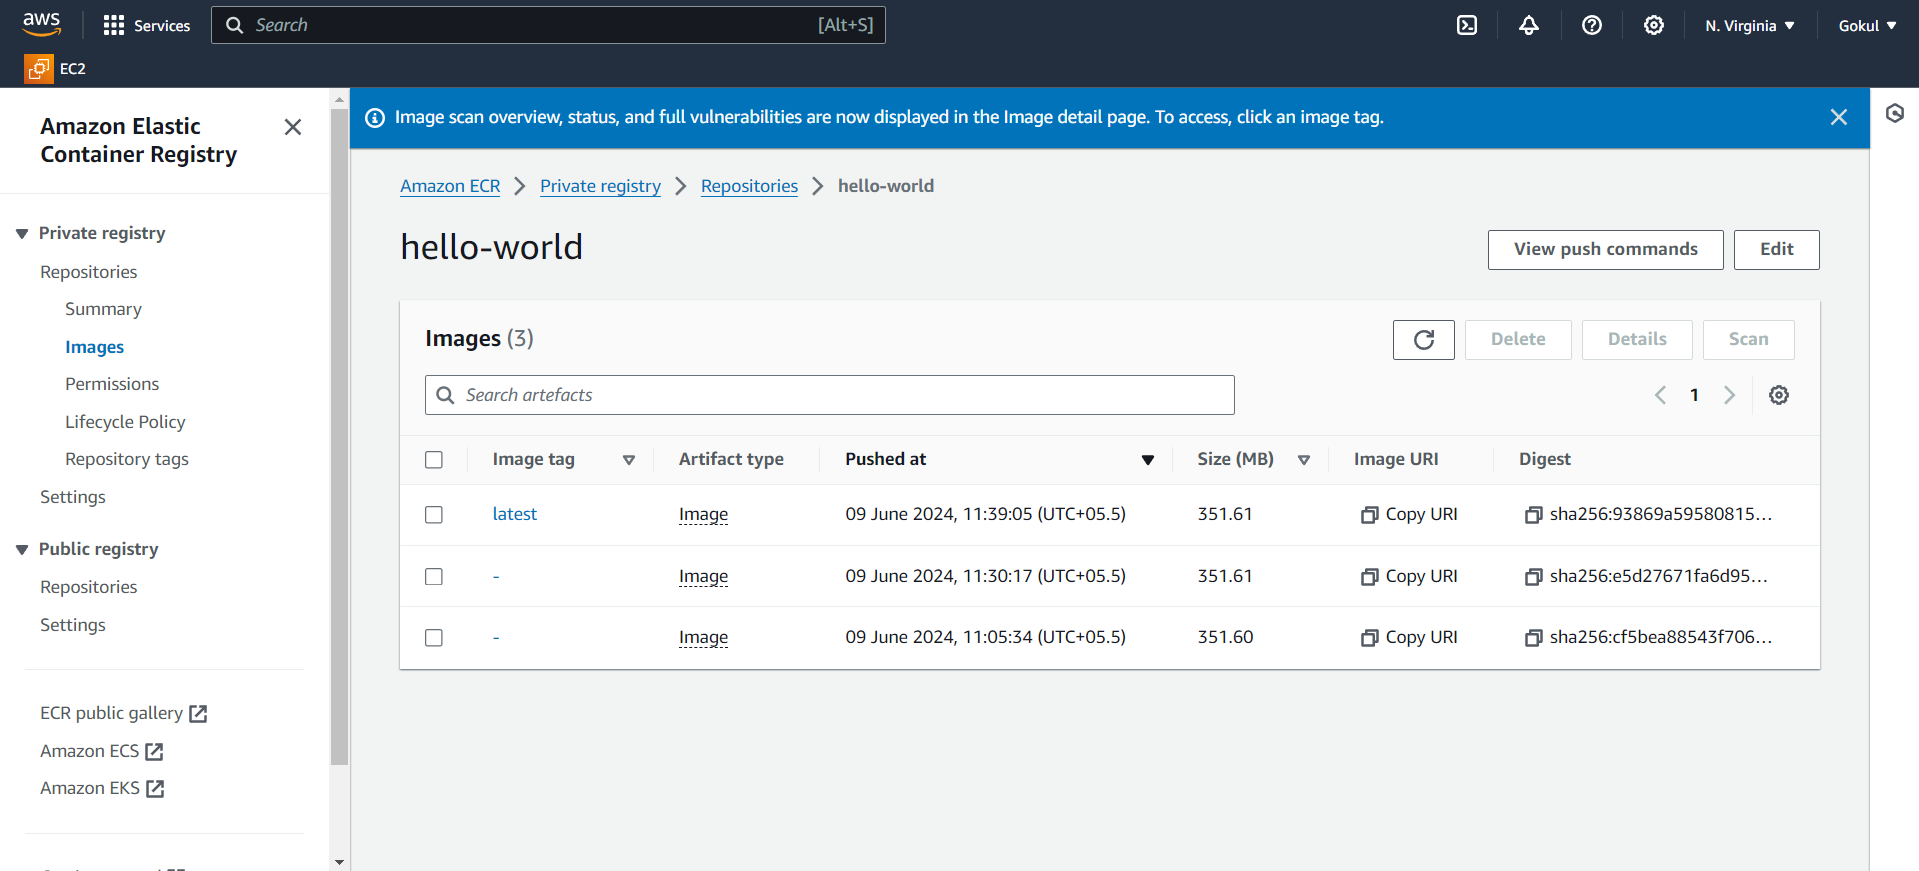 aws
Services
Search
[Alt+S]
N. Virginia
Gokul
EC2
Amazon Elastic
Container Registry
Private registry
Repositories
Summary
Images
Permissions
Lifecycle Policy
Repository tags
Settings
Public registry
Repositories
Settings
ECR public gallery
Amazon ECS
Amazon EKS
Image scan overview, status, and full vulnerabilities are now displayed in the Image detail page. To access, click an image tag.
Amazon ECR > Private registry > Repositories > hello-world
hello-world
View push commands
Edit
Images (3)
Delete
Details
Scan
Search artefacts
1
Image tag Artifact type Pushed at Size (MB) Image URI Digest
latest Image 09 June 2024, 11:39:05 (UTC+05.5) 351.61 Copy URI sha256:93869a59580815...
- Image 09 June 2024, 11:30:17 (UTC+05.5) 351.61 Copy URI sha256:e5d27671fa6d95...
- Image 09 June 2024, 11:05:34 (UTC+05.5) 351.60 Copy URI sha256:cf5bea88543f706...